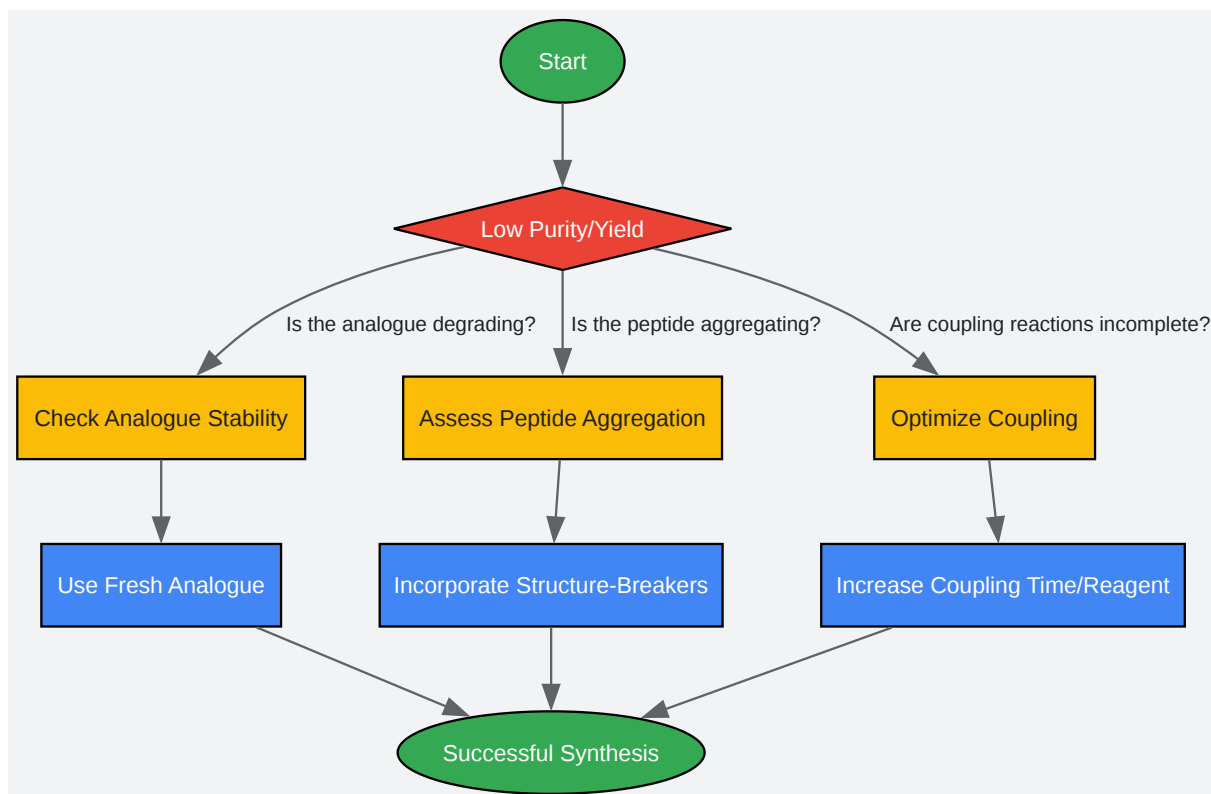 Start
Low Purity/Yield
Is the analogue degrading?
Is the peptide aggregating?
Are coupling reactions incomplete?
Check Analogue Stability
Assess Peptide Aggregation
Optimize Coupling
Use Fresh Analogue
Incorporate Structure-Breakers
Increase Coupling Time/Reagent
Successful Synthesis